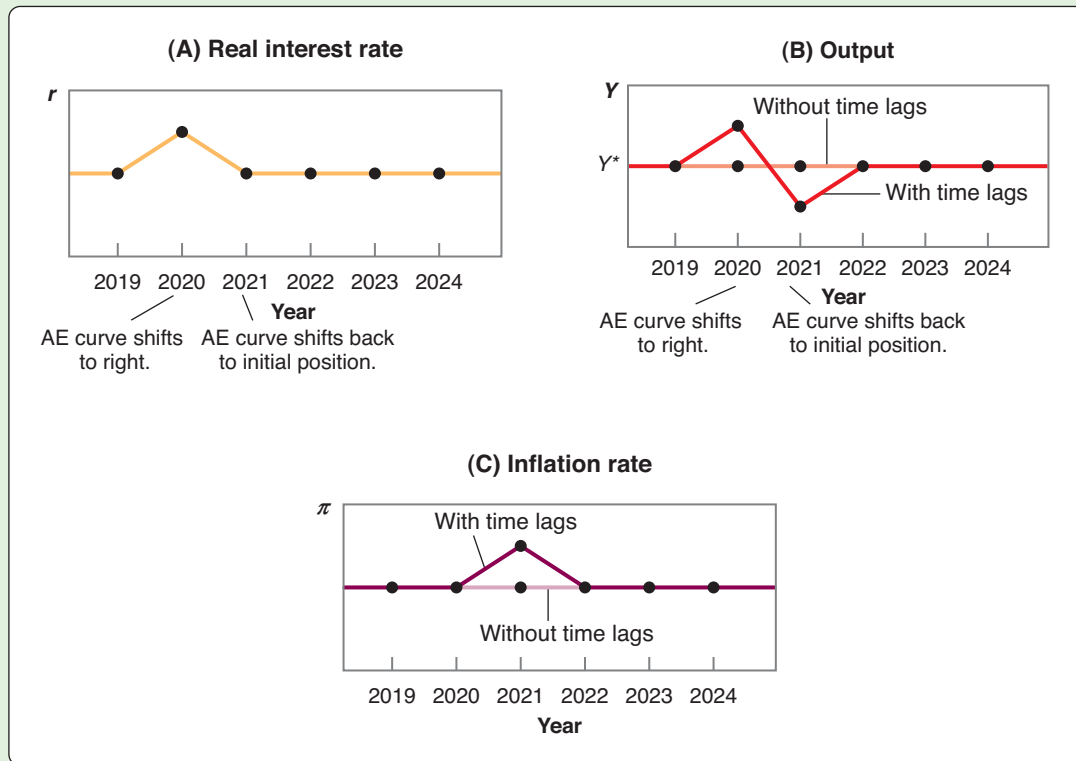 (A) Real interest rate
r
2019 2020 2021 2022 2023 2024
Year
AE curve shifts
to right.
AE curve shifts back
to initial position.
(B) Output
Y
Without time lags
Y*
With time lags
2019 2020 2021 2022 2023 2024
Year
AE curve shifts
to right.
AE curve shifts back
to initial position.
(C) Inflation rate
π
With time lags
Without time lags
2019 2020 2021 2022 2023 2024
Year